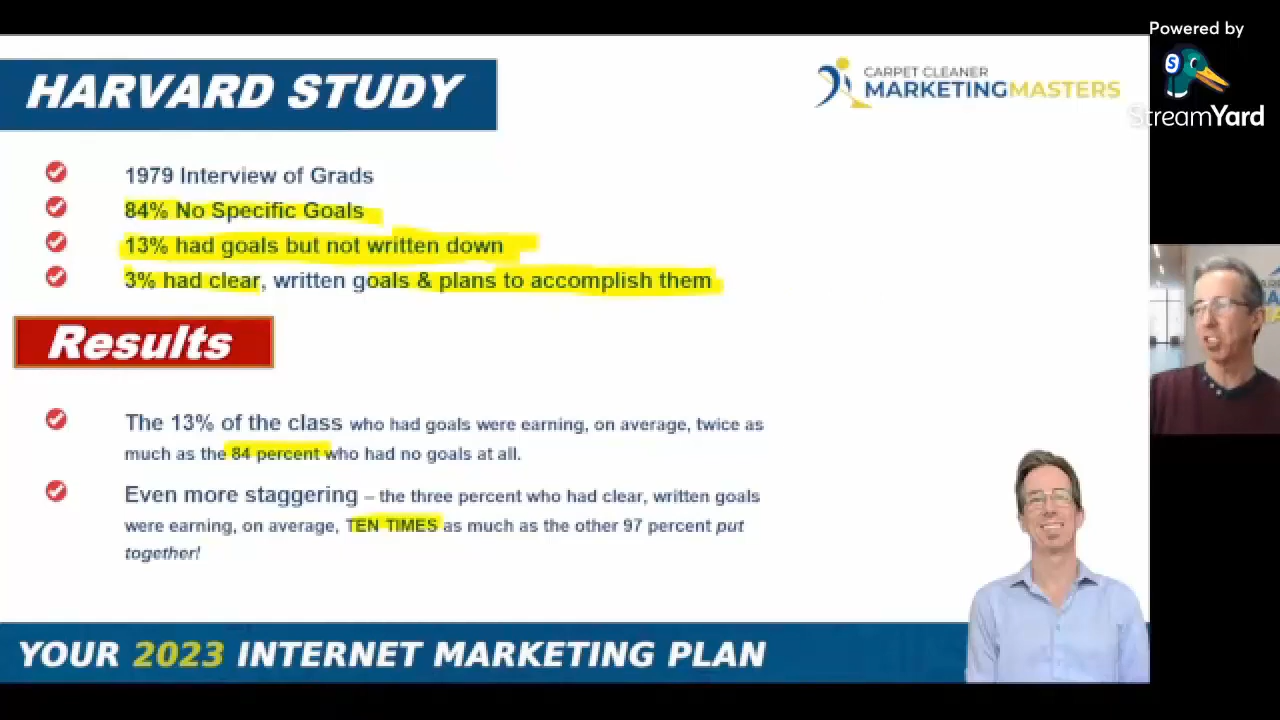 Powered by
StreamYard
HARVARD STUDY
CARPET CLEANER
MARKETINGMASTERS
1979 Interview of Grads
84% No Specific Goals
13% had goals but not written down
3% had clear, written goals & plans to accomplish them
Results
The 13% of the class who had goals were earning, on average, twice as
much as the 84 percent who had no goals at all.
Even more staggering – the three percent who had clear, written goals
were earning, on average, TEN TIMES as much as the other 97 percent put
together!
YOUR 2023 INTERNET MARKETING PLAN